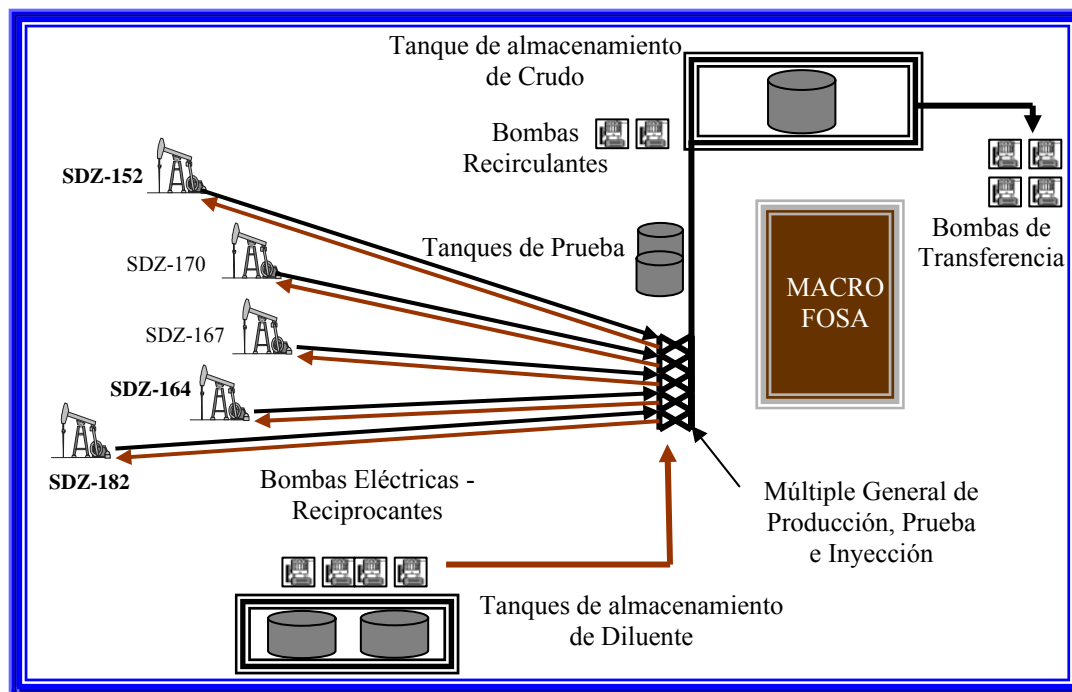 Tanque de almacenamiento
de Crudo
Bombas
Recirculantes
SDZ-152
Bombas de
Transferencia
Tanques de Prueba
SDZ-170
MACRO
FOSA
SDZ-167
SDZ-164
SDZ-182
Bombas Eléctricas -
Reciprocantes
Múltiple General de
Producción, Prueba
e Inyección
Tanques de almacenamiento
de Diluente